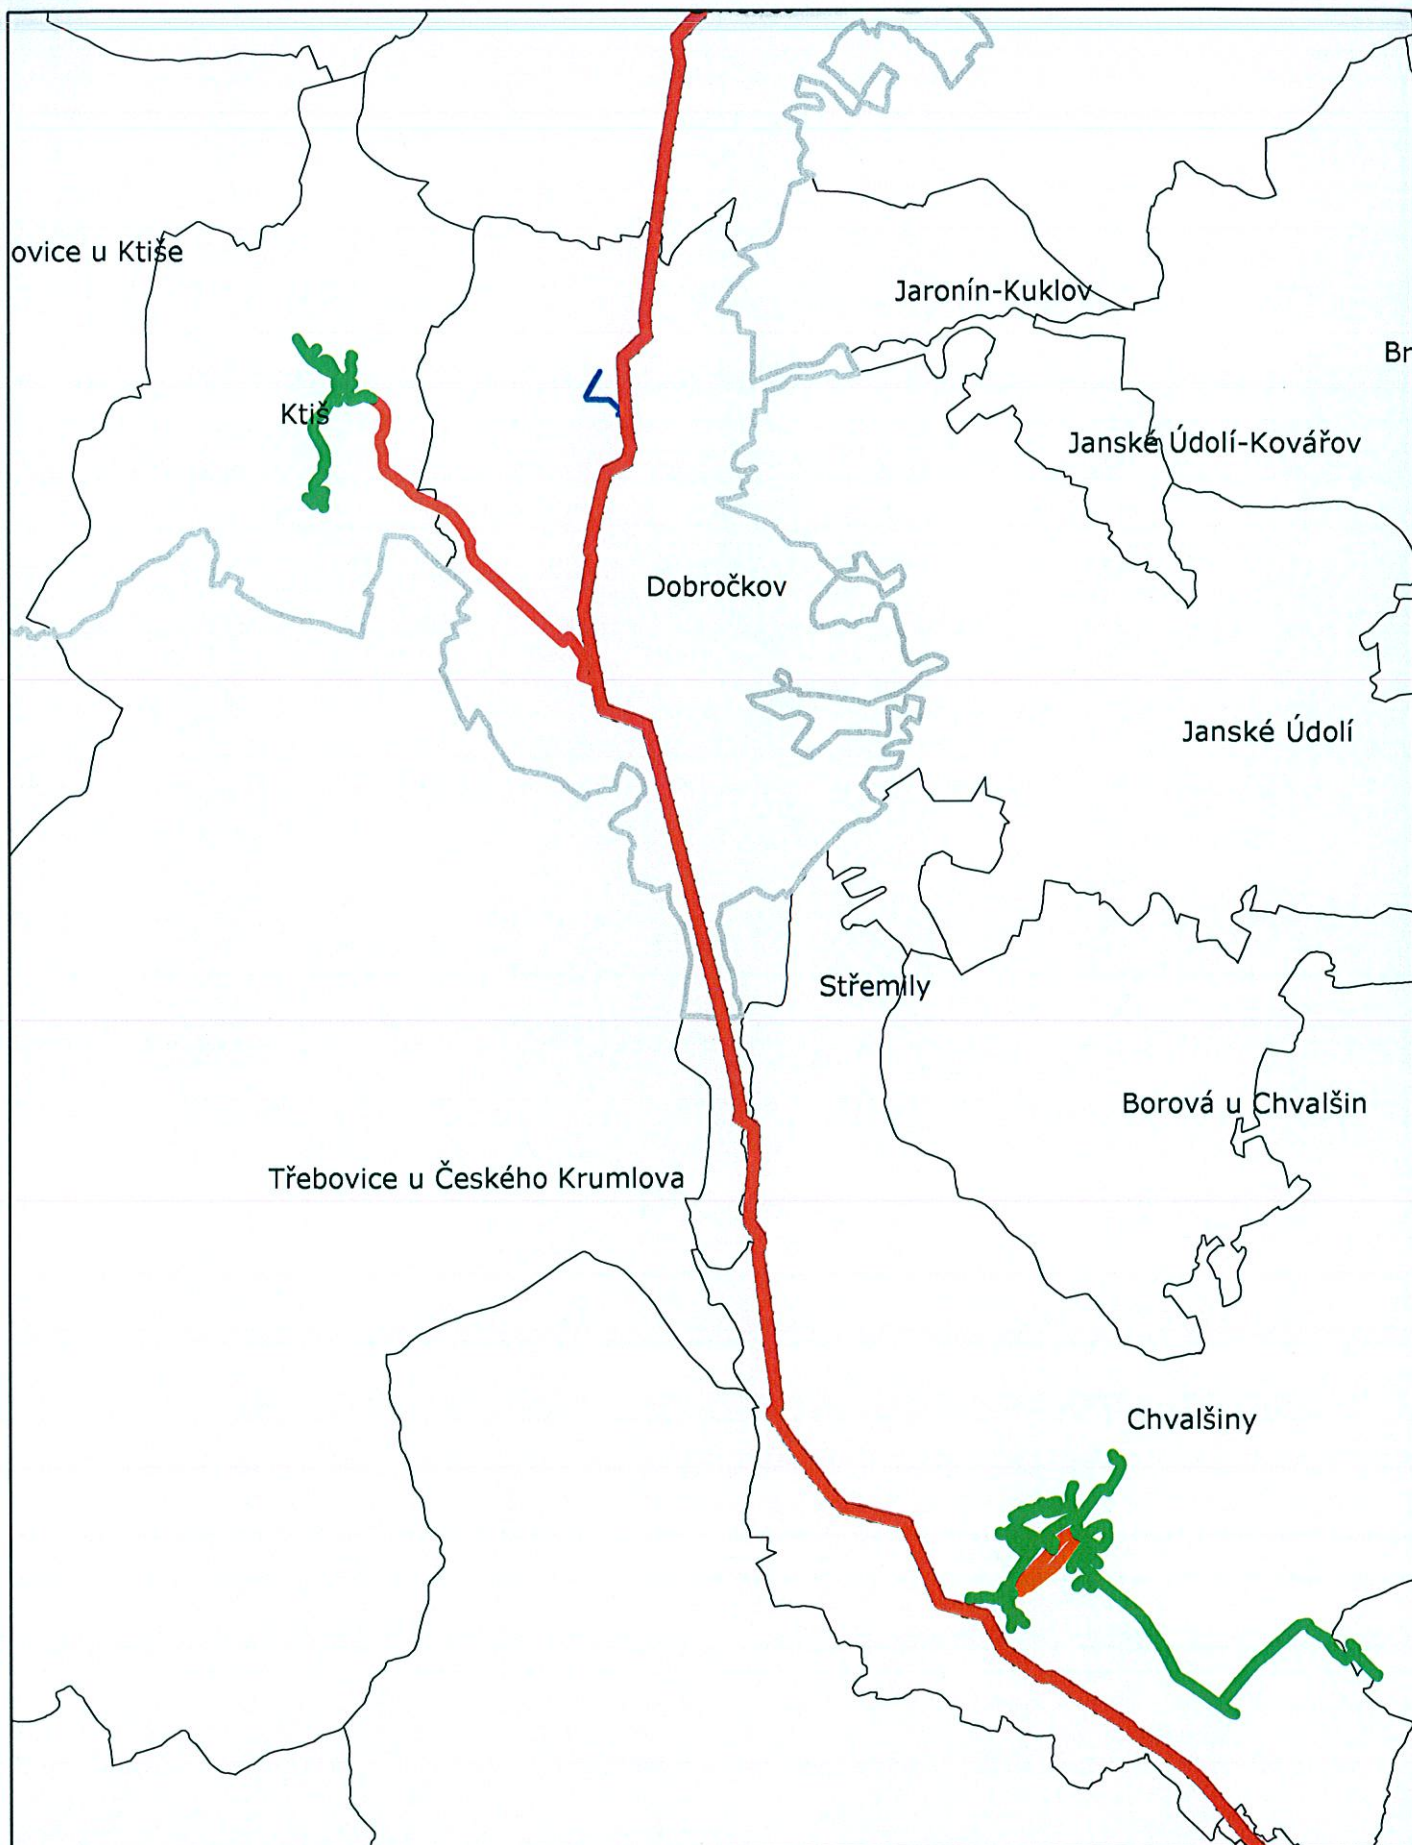 ovice u Ktiše
Jaronín-Kuklov
Br
Ktiš
Janské Údolí-Kovářov
Dobročkov
Janské Údolí
Střemily
Borová u Chvalšin
Třebovice u Českého Krumlova
Chvalšiny